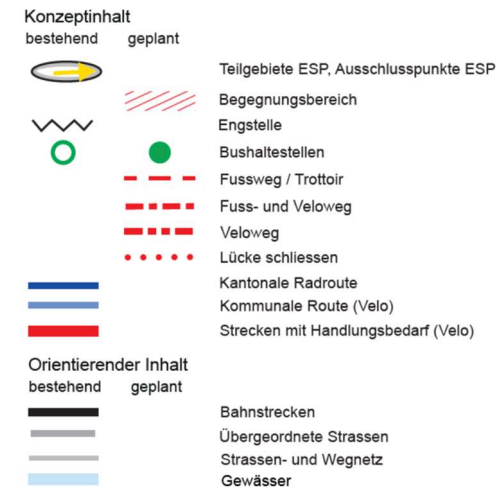 Konzeptinhalt
bestehend geplant
Teilgebiete ESP, Ausschlusspunkte ESP
Begegnungsbereich
Engstelle
Bushaltestellen
Fussweg / Trottoir
Fuss- und Veloweg
Veloweg
Lücke schliessen
Kantonale Radroute
Kommunale Route (Velo)
Strecken mit Handlungsbedarf (Velo)
Orientierender Inhalt
bestehend geplant
Bahnstrecken
Übergeordnete Strassen
Strassen- und Wegnetz
Gewässer